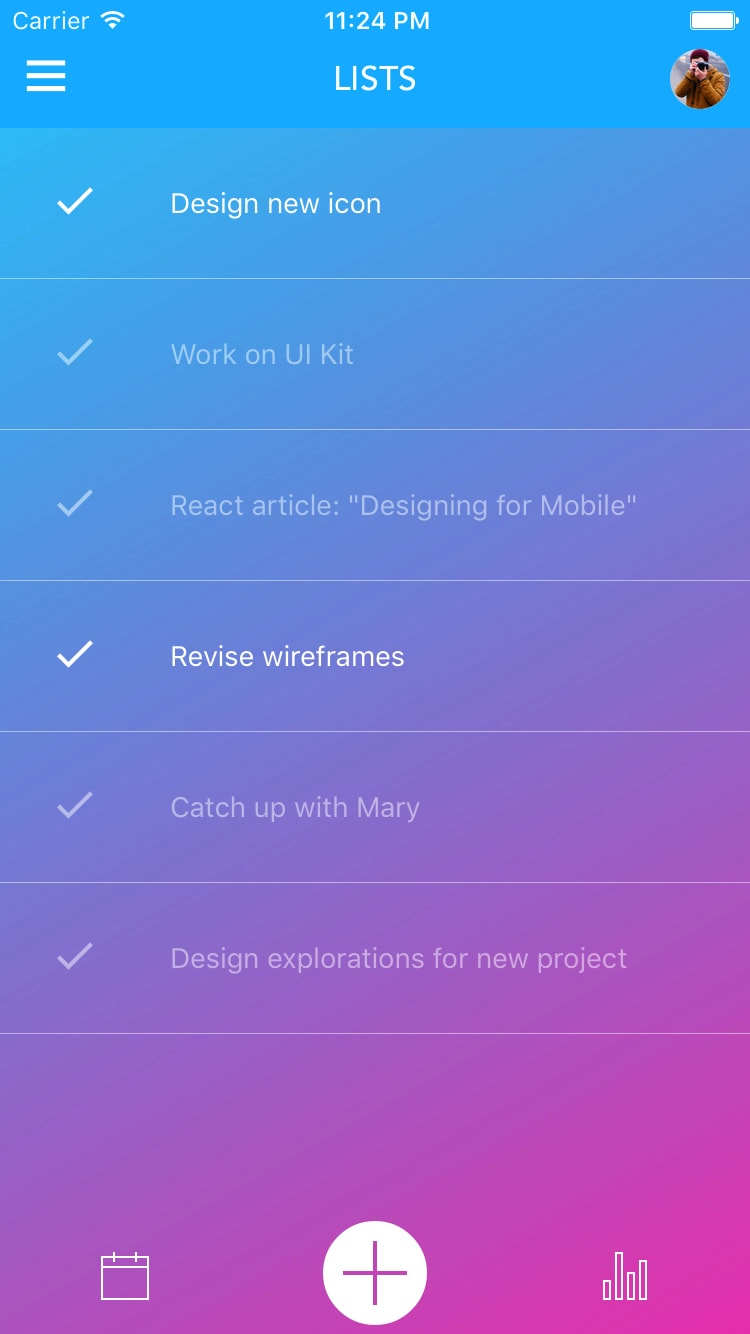 Carrier 11:24 PM
LISTS
Design new icon
Work on UI Kit
React article: "Designing for Mobile"
Revise wireframes
Catch up with Mary
Design explorations for new project